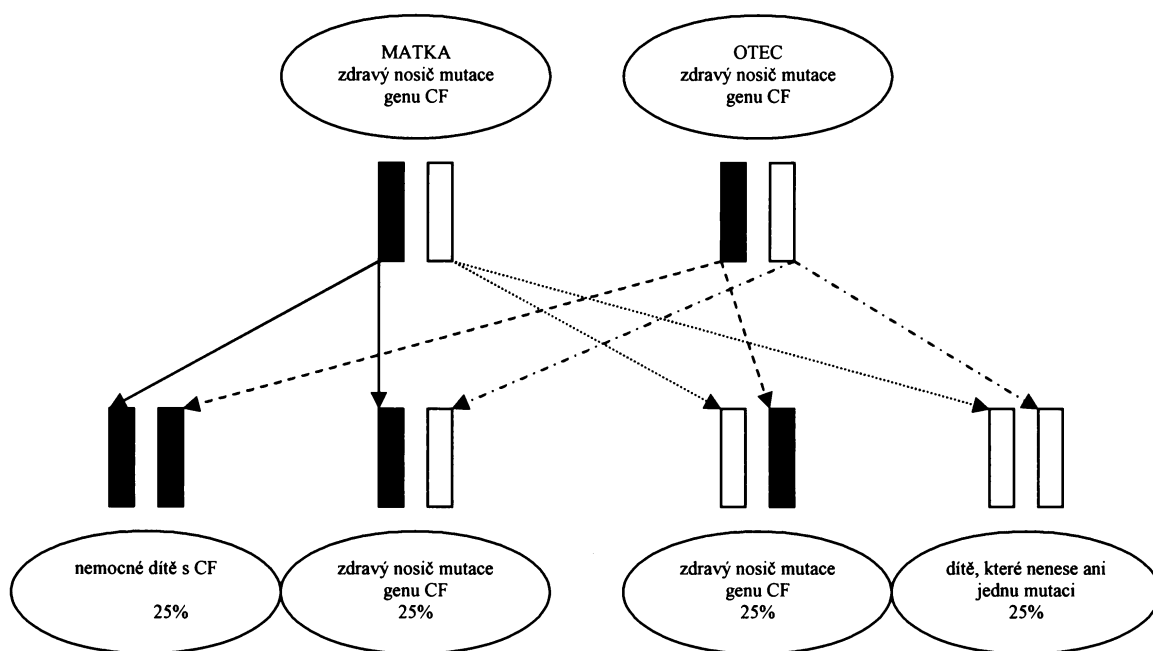 MATKA
zdravý nosič mutace
genu CF
OTEC
zdravý nosič mutace
genu CF
nemocné dítě s CF
25%
zdravý nosič mutace
genu CF
25%
zdravý nosič mutace
genu CF
25%
dítě, které nenese ani
jednu mutaci
25%